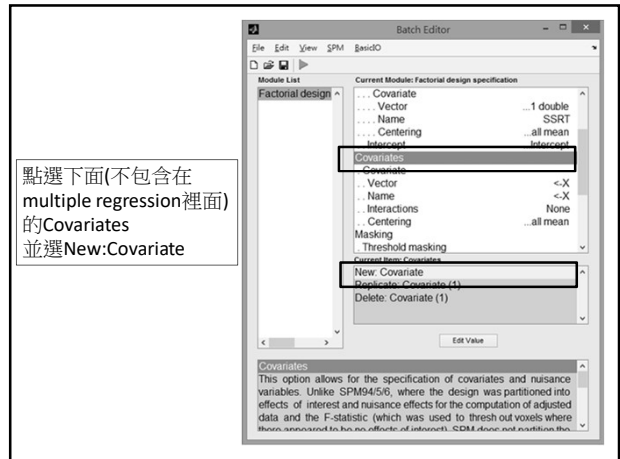 點選下面(不包含在
multiple regression裡面)
的Covariates
並選New:Covariate
Batch Editor
File Edit View SPM BasicIO
Module List
Factorial design
Current Module: Factorial design specification
. . . Covariate
. . . . Vector ...1 double
. . . . Name SSRT
. . . . Centering ...all mean
. . . Intercept Intercept
Covariates
. Covariate
. . Vector <-X
. . Name <-X
. . Interactions None
. . Centering ...all mean
Masking
. Threshold masking
Current Item: Covariates
New: Covariate
Replicate: Covariate (1)
Delete: Covariate (1)
Edit Value
Covariates
This option allows for the specification of covariates and nuisance
variables. Unlike SPM94/5/6, where the design was partitioned into
effects of interest and nuisance effects for the computation of adjusted
data and the F-statistic (which was used to thresh out voxels where
there appeared to be no effects of interest), SPM does not partition the